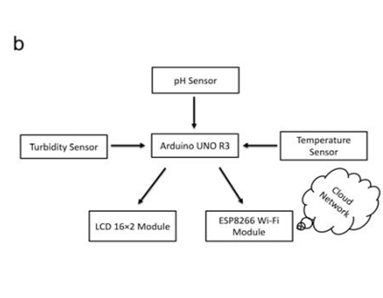 b
pH Sensor
Turbidity Sensor
Arduino UNO R3
Temperature
Sensor
Cloud
Network
LCD 16×2 Module
ESP8266 Wi-Fi
Module